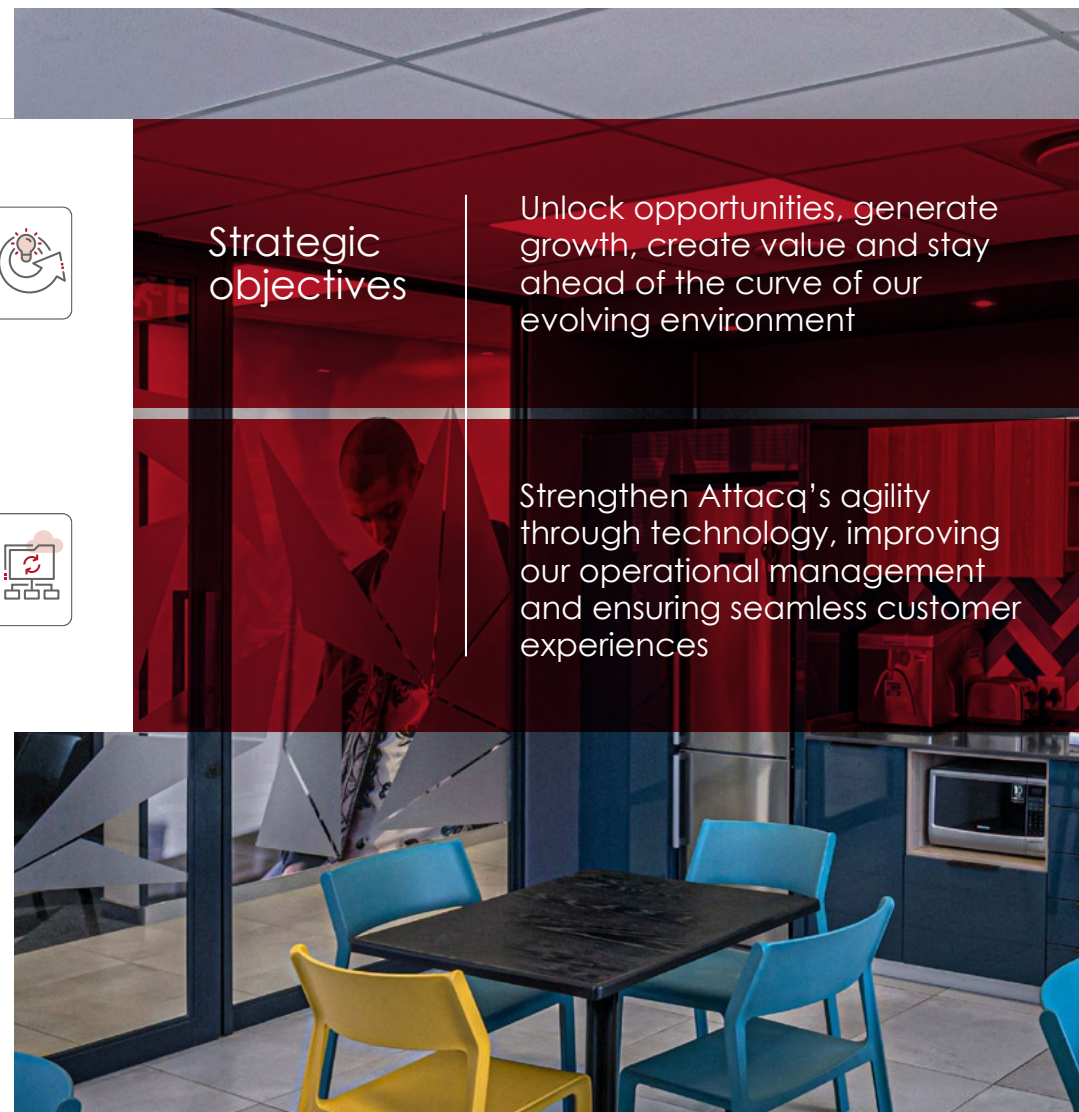 Strategic
objectives
Unlock opportunities, generate
growth, create value and stay
ahead of the curve of our
evolving environment
Strengthen Attacq’s agility
through technology, improving
our operational management
and ensuring seamless customer
experiences